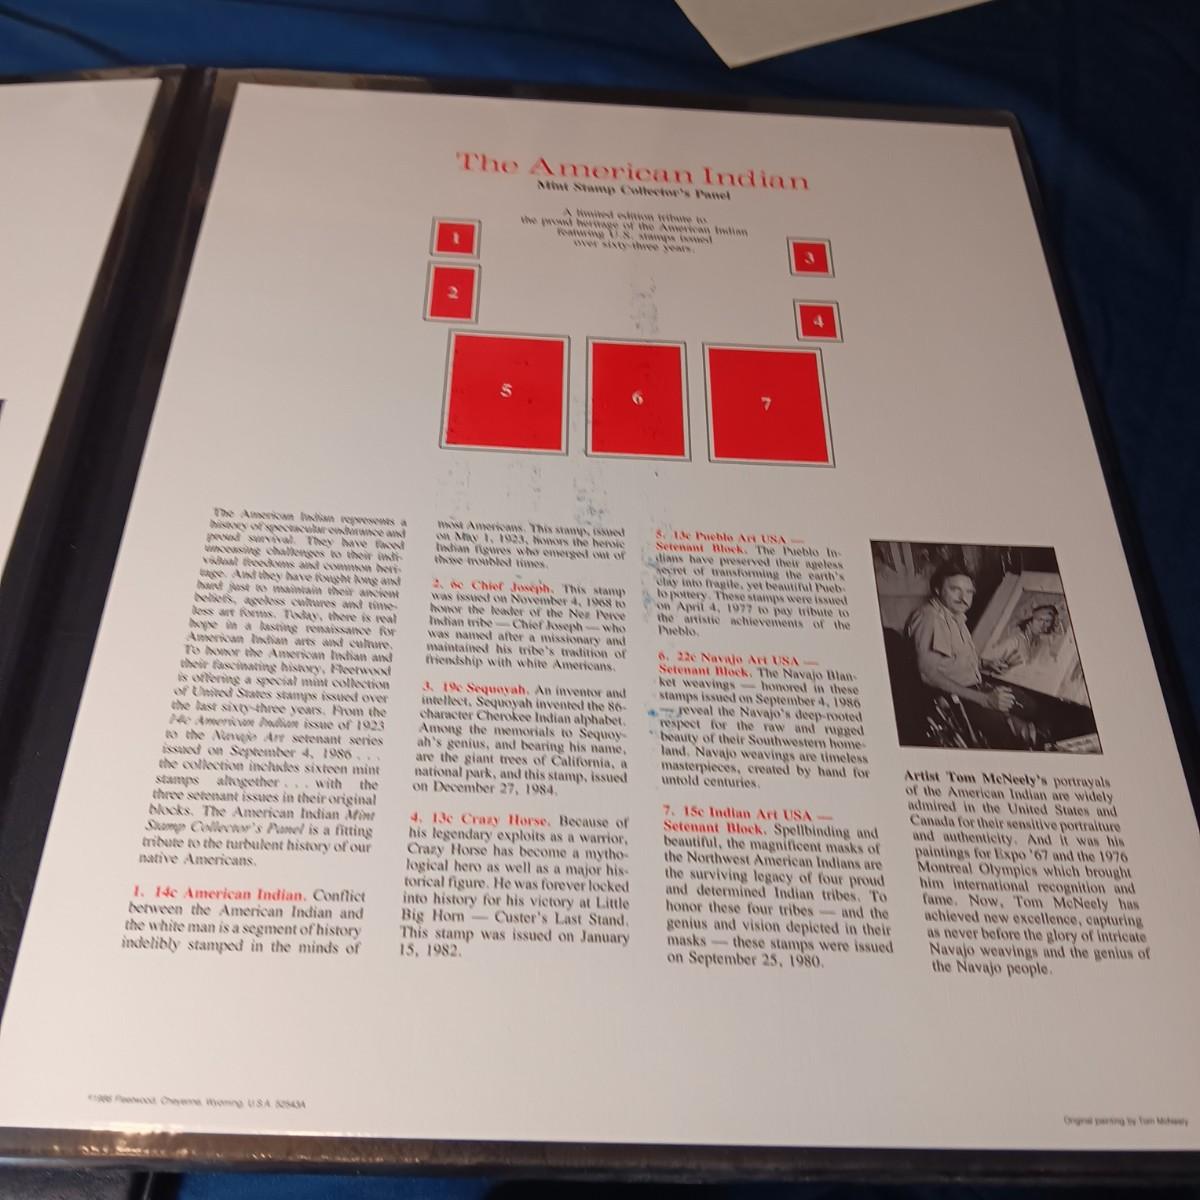 The American Indian
Mint Stamp Collector's Panel
A limited edition tribute to
the proud heritage of the American Indian
featuring U.S. stamps issued
over sixty-three years.
1
2
3
4
5
6
7
The American Indian represents a
history of spectacular endurance and
proud survival. They have faced
unceasing challenges to their indi-
vidual freedoms and common heri-
tage. And they have fought long and
hard just to maintain their ancient
beliefs, ageless cultures and time-
less art forms. Today, there is real
hope in a lasting renaissance for
American Indian arts and culture.
To honor the American Indian and
their fascinating history, Fleetwood
is offering a special mint collection
of United States stamps issued over
the last sixty-three years. From the
14c American Indian issue of 1923
to the Navajo Art setenant series
issued on September 4, 1986 . . .
the collection includes sixteen mint
stamps altogether . . . with the
three setenant issues in their original
blocks. The American Indian Mint
Stamp Collector's Panel is a fitting
tribute to the turbulent history of our
native Americans.
1. 14c American Indian. Conflict
between the American Indian and
the white man is a segment of history
indelibly stamped in the minds of
most Americans. This stamp, issued
on May 1, 1923, honors the heroic
Indian figures who emerged out of
those troubled times.
2. 6c Chief Joseph. This stamp
was issued on November 4, 1968 to
honor the leader of the Nez Perce
Indian tribe — Chief Joseph — who
was named after a missionary and
maintained his tribe's tradition of
friendship with white Americans.
3. 19c Sequoyah. An inventor and
intellect, Sequoyah invented the 86-
character Cherokee Indian alphabet.
Among the memorials to Sequoy-
ah's genius, and bearing his name,
are the giant trees of California, a
national park, and this stamp, issued
on December 27, 1984.
4. 13c Crazy Horse. Because of
his legendary exploits as a warrior,
Crazy Horse has become a mytho-
logical hero as well as a major his-
torical figure. He was forever locked
into history for his victory at Little
Big Horn — Custer's Last Stand.
This stamp was issued on January
15, 1982.
5. 13c Pueblo Art USA —
Setenant Block. The Pueblo In-
dians have preserved their ageless
secret of transforming the earth's
clay into fragile, yet beautiful Pueb-
lo pottery. These stamps were issued
on April 4, 1977 to pay tribute to
the artistic achievements of the
Pueblo.
6. 22c Navajo Art USA —
Setenant Block. The Navajo Blan-
ket weavings — honored in these
stamps issued on September 4, 1986
— reveal the Navajo's deep-rooted
respect for the raw and rugged
beauty of their Southwestern home-
land. Navajo weavings are timeless
masterpieces, created by hand for
untold centuries.
7. 15c Indian Art USA —
Setenant Block. Spellbinding and
beautiful, the magnificent masks of
the Northwest American Indians are
the surviving legacy of four proud
and determined Indian tribes. To
honor these four tribes — and the
genius and vision depicted in their
masks — these stamps were issued
on September 25, 1980.
Artist Tom McNeely's portrayals
of the American Indian are widely
admired in the United States and
Canada for their sensitive portraiture
and authenticity. And it was his
paintings for Expo '67 and the 1976
Montreal Olympics which brought
him international recognition and
fame. Now, Tom McNeely has
achieved new excellence, capturing
as never before the glory of intricate
Navajo weavings and the genius of
the Navajo people.
©1986 Fleetwood, Cheyenne, Wyoming, U.S.A. 52543A
Original painting by Tom McNeely